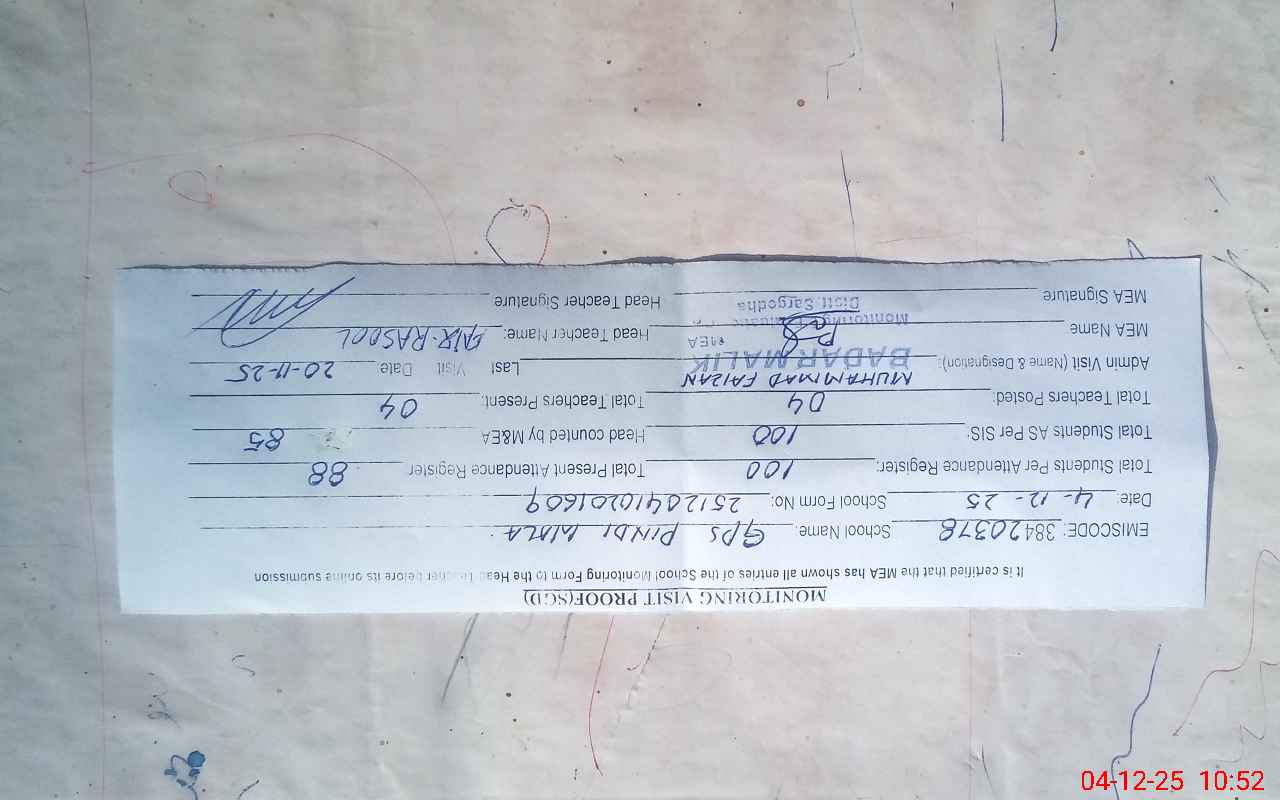 MONITORING VISIT PROOF(SGD)
It is certified that the MEA has shown all entries of the School Monitoring Form to the Head Teacher before its online submission
EMISCODE: 38420378 School Name: GPS PINDI WALA
Date: 4-12-25 School Form No: 25120410201609
Total Students Per Attendance Register: 100 Total Present Attendance Register 88
Total Students AS Per SIS: 100 Head counted by M&EA 85
Total Teachers Posted: 04 Total Teachers Present: 04
Admin Visit (Name & Designation): MUHAMMAD FAIZAN Last Visit Date: 20-11-25
BADAR MALIK
MEA Name MEA Head Teacher Name: RASOOL
Monitoring
Distt. Sargodha
MEA Signature Head Teacher Signature
04-12-25 10:52